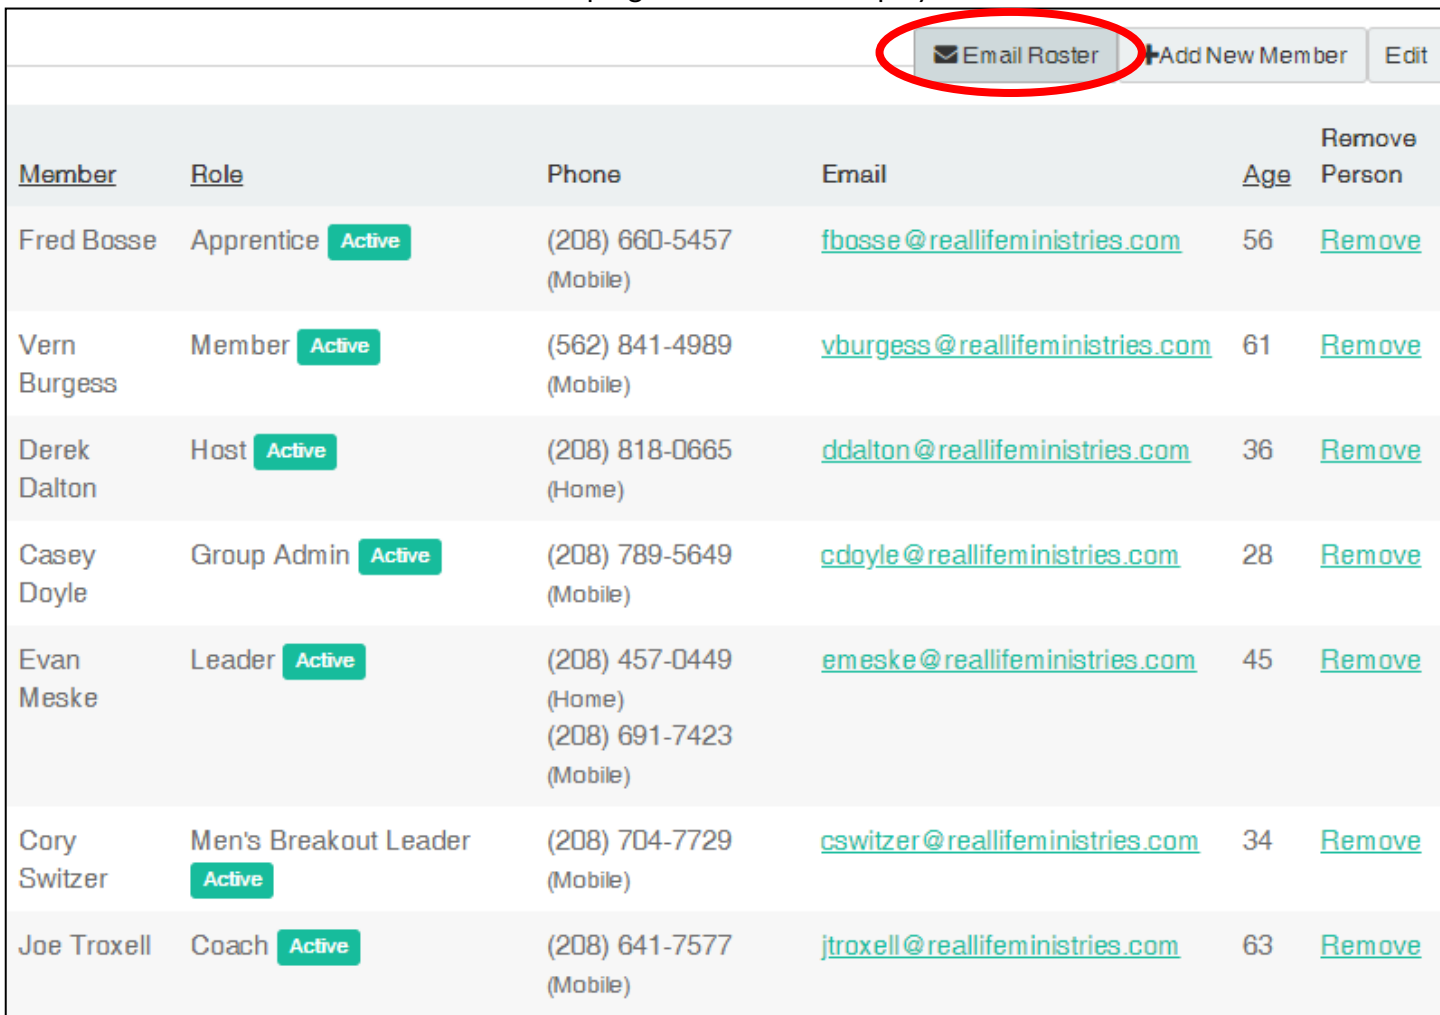 Email Roster +Add New Member Edit
Remove
Member Role Phone Email Age Person
Fred Bosse Apprentice Active (208) 660-5457 fbosse@reallifeministries.com 56 Remove
(Mobile)
Vern Member Active (562) 841-4989 vburgess@reallifeministries.com 61 Remove
Burgess (Mobile)
Derek Host Active (208) 818-0665 ddalton@reallifeministries.com 36 Remove
Dalton (Home)
Casey Group Admin Active (208) 789-5649 cdoyle@reallifeministries.com 28 Remove
Doyle (Mobile)
Evan Leader Active (208) 457-0449 emeske@reallifeministries.com 45 Remove
Meske (Home)
(208) 691-7423
(Mobile)
Cory Men's Breakout Leader (208) 704-7729 cswitzer@reallifeministries.com 34 Remove
Switzer Active (Mobile)
Joe Troxell Coach Active (208) 641-7577 jtroxell@reallifeministries.com 63 Remove
(Mobile)